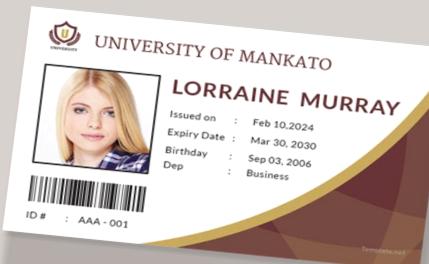 UNIVERSITY
UNIVERSITY OF MANKATO
LORRAINE MURRAY
Issued on : Feb 10,2024
Expiry Date : Mar 30, 2030
Birthday : Sep 03, 2006
Dep : Business
ID # : AAA - 001
Template.net